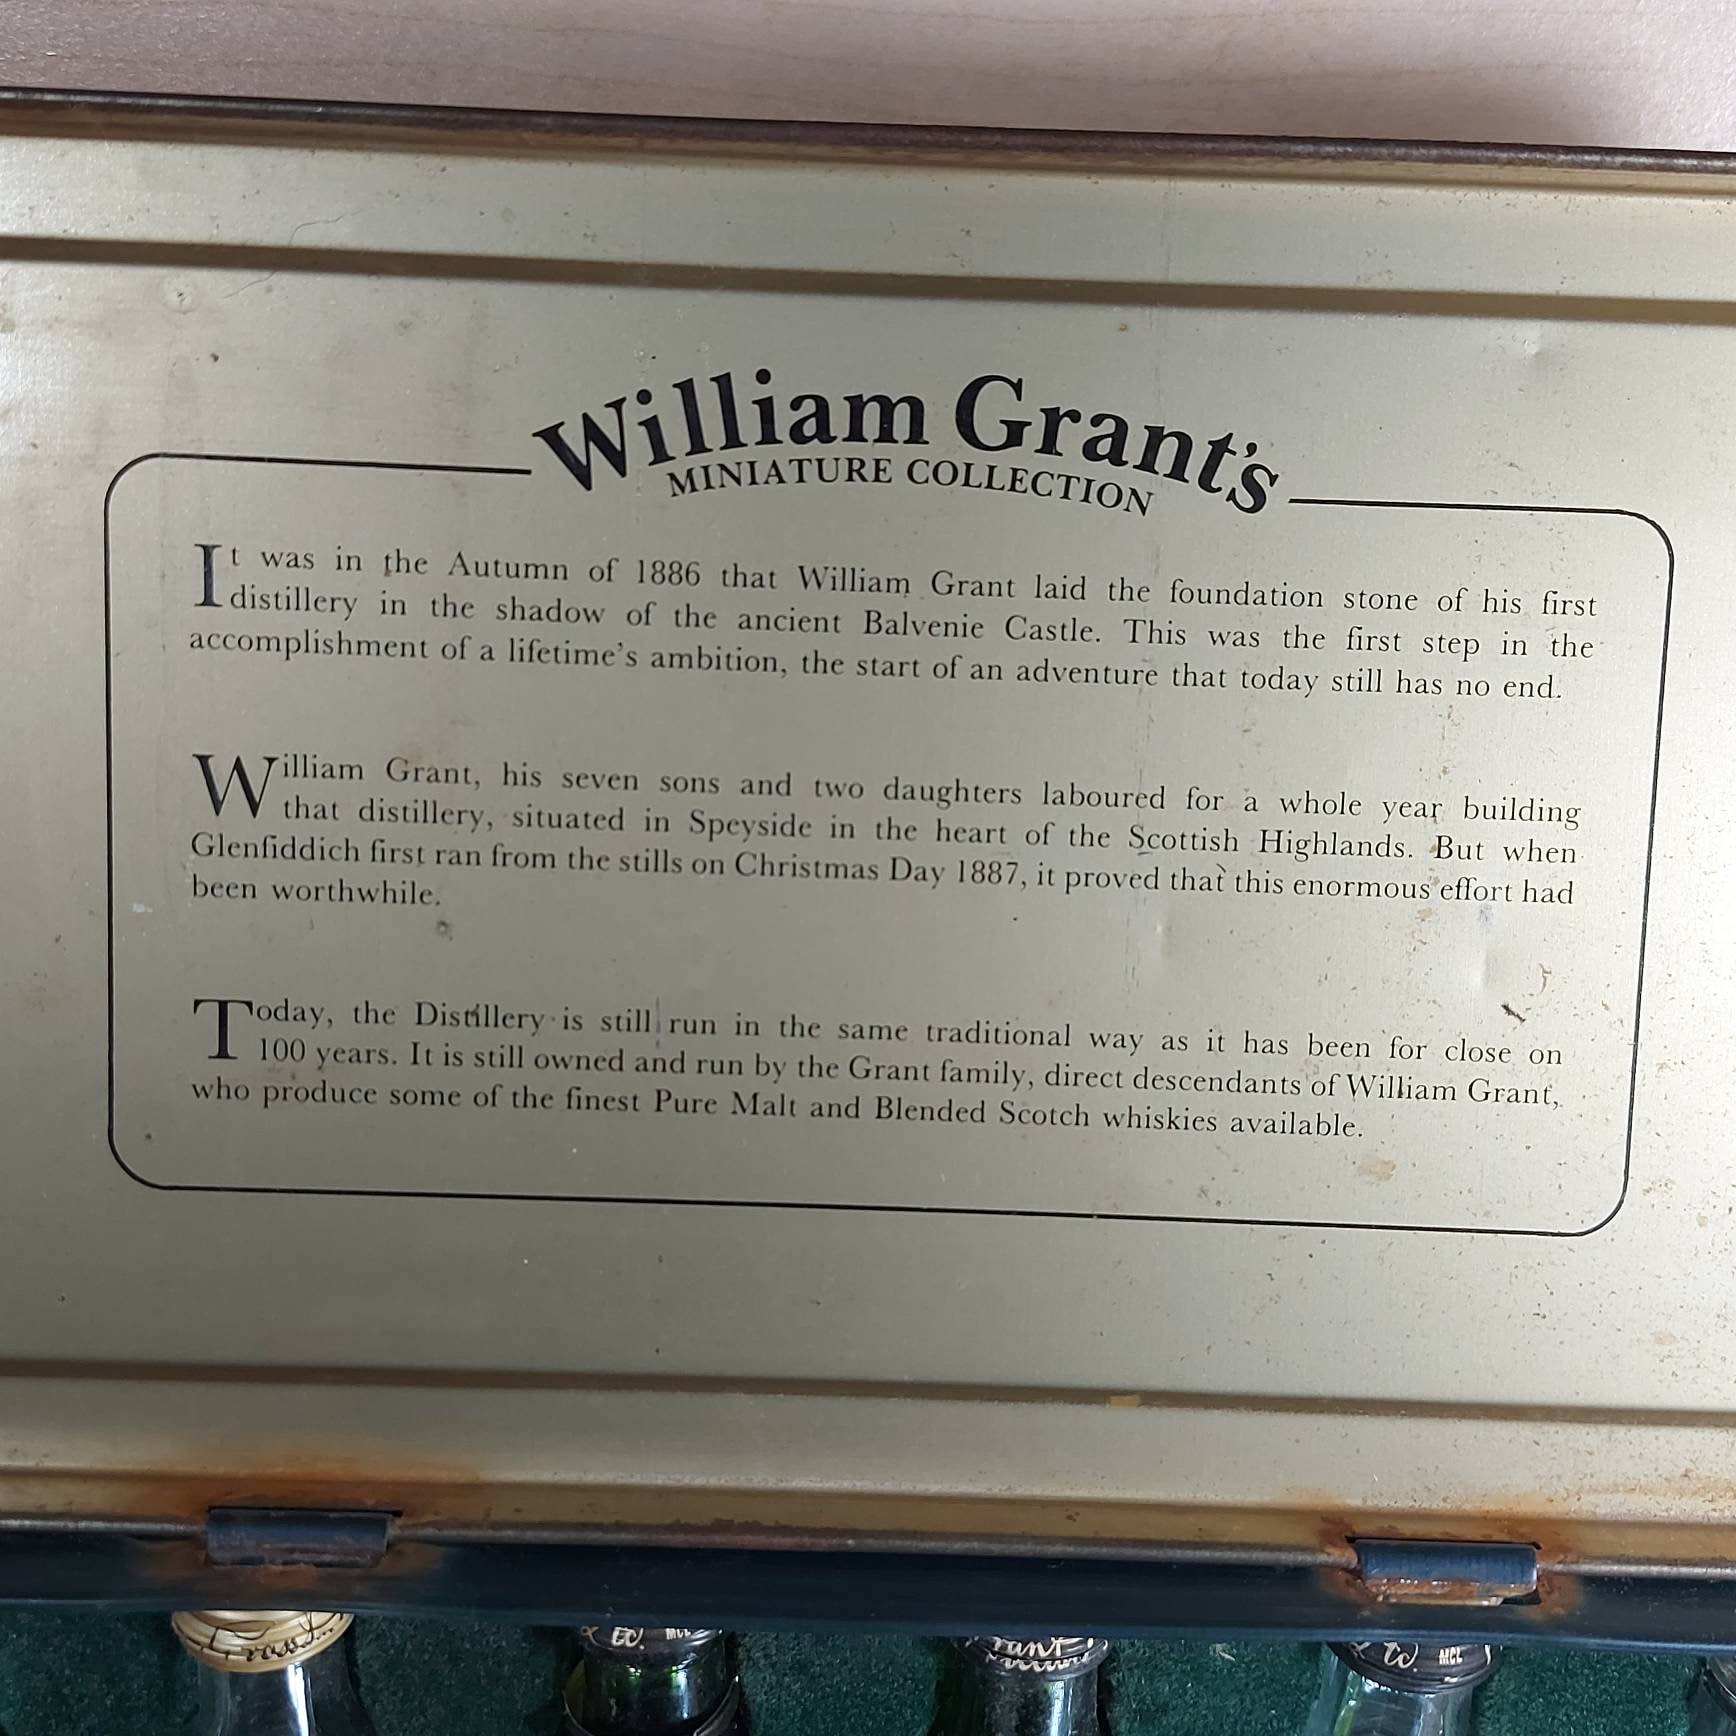 William Grant's
MINIATURE COLLECTION
It was in the Autumn of 1886 that William Grant laid the foundation stone of his first
distillery in the shadow of the ancient Balvenie Castle. This was the first step in the
accomplishment of a lifetime's ambition, the start of an adventure that today still has no end.
William Grant, his seven sons and two daughters laboured for a whole year building
that distillery, situated in Speyside in the heart of the Scottish Highlands. But when
Glenfiddich first ran from the stills on Christmas Day 1887, it proved that this enormous effort had
been worthwhile.
Today, the Distillery is still run in the same traditional way as it has been for close on
100 years. It is still owned and run by the Grant family, direct descendants of William Grant,
who produce some of the finest Pure Malt and Blended Scotch whiskies available.
MCL